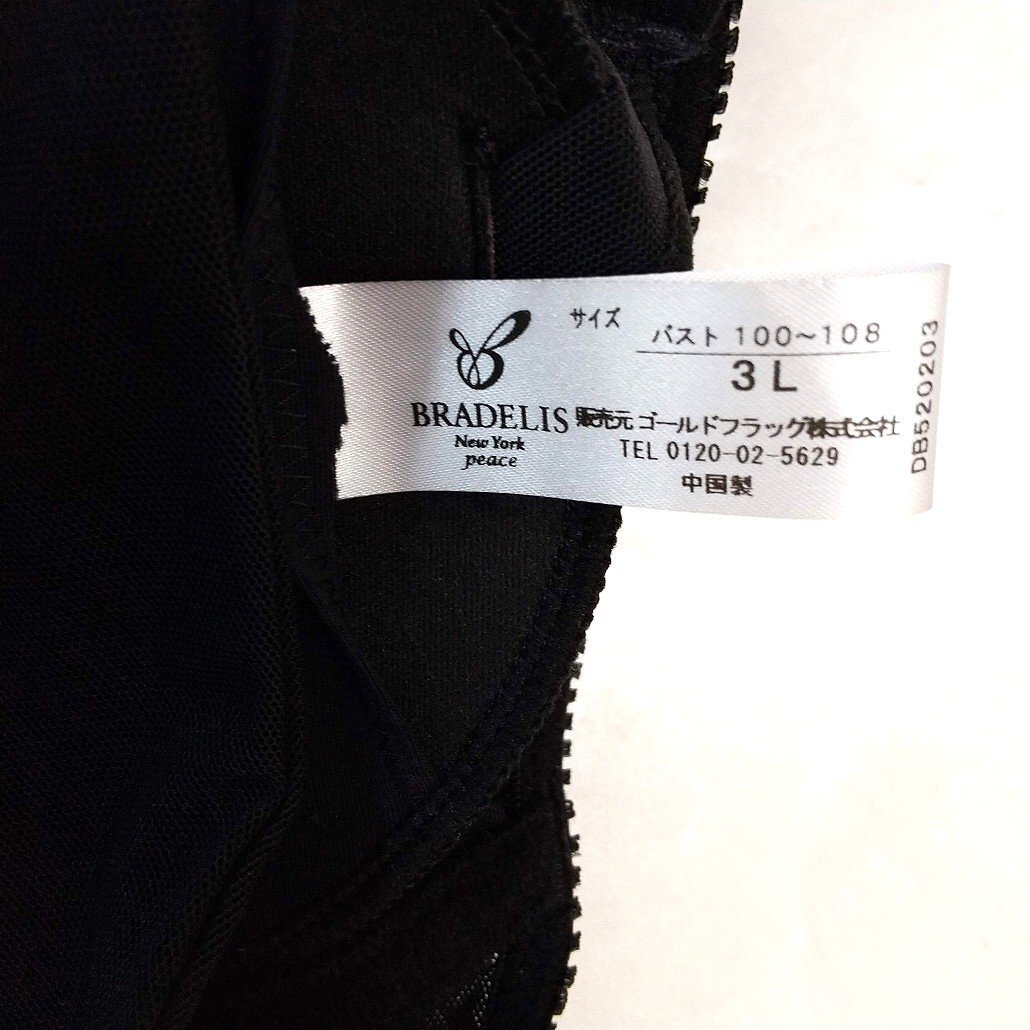 サイズ
バスト 100~108
3L
BRADELIS
New York
peace
販売元 ゴールドフラッグ株式会社
TEL 0120-02-5629
中国製
DB520203